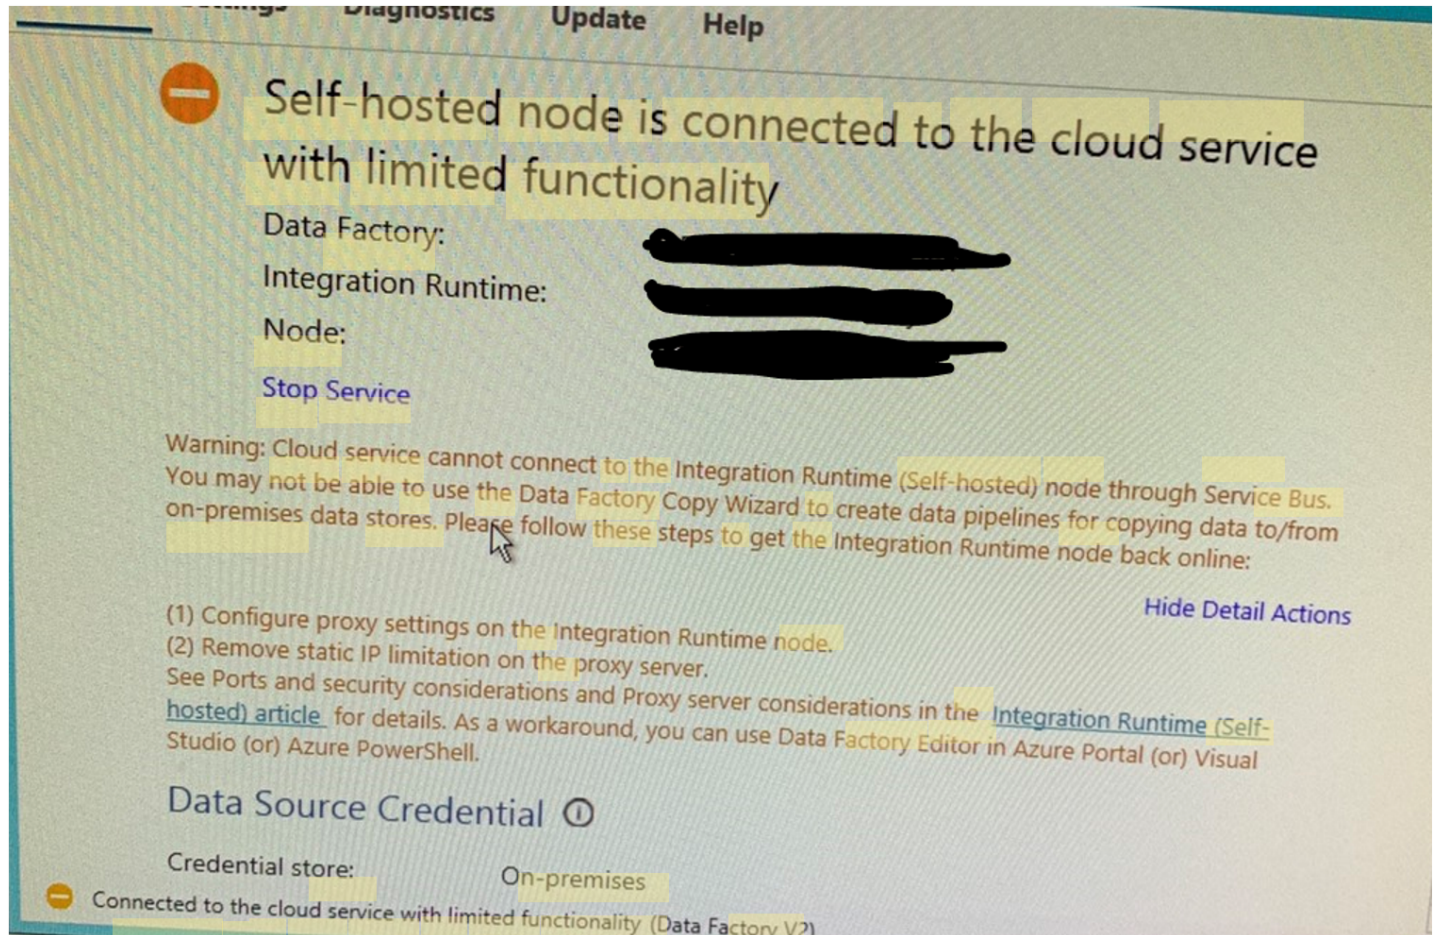 Diagnostics Update Help
Self-hosted node is connected to the cloud service
with limited functionality
Data Factory:
Integration Runtime:
Node:
Stop Service
Warning: Cloud service cannot connect to the Integration Runtime (Self-hosted) node through Service Bus.
You may not be able to use the Data Factory Copy Wizard to create data pipelines for copying data to/from
on-premises data stores. Please follow these steps to get the Integration Runtime node back online:
Hide Detail Actions
(1) Configure proxy settings on the Integration Runtime node.
(2) Remove static IP limitation on the proxy server.
See Ports and security considerations and Proxy server considerations in the Integration Runtime (Self-
hosted) article for details. As a workaround, you can use Data Factory Editor in Azure Portal (or) Visual
Studio (or) Azure PowerShell.
Data Source Credential
Credential store: On-premises
Connected to the cloud service with limited functionality (Data Factory V2)